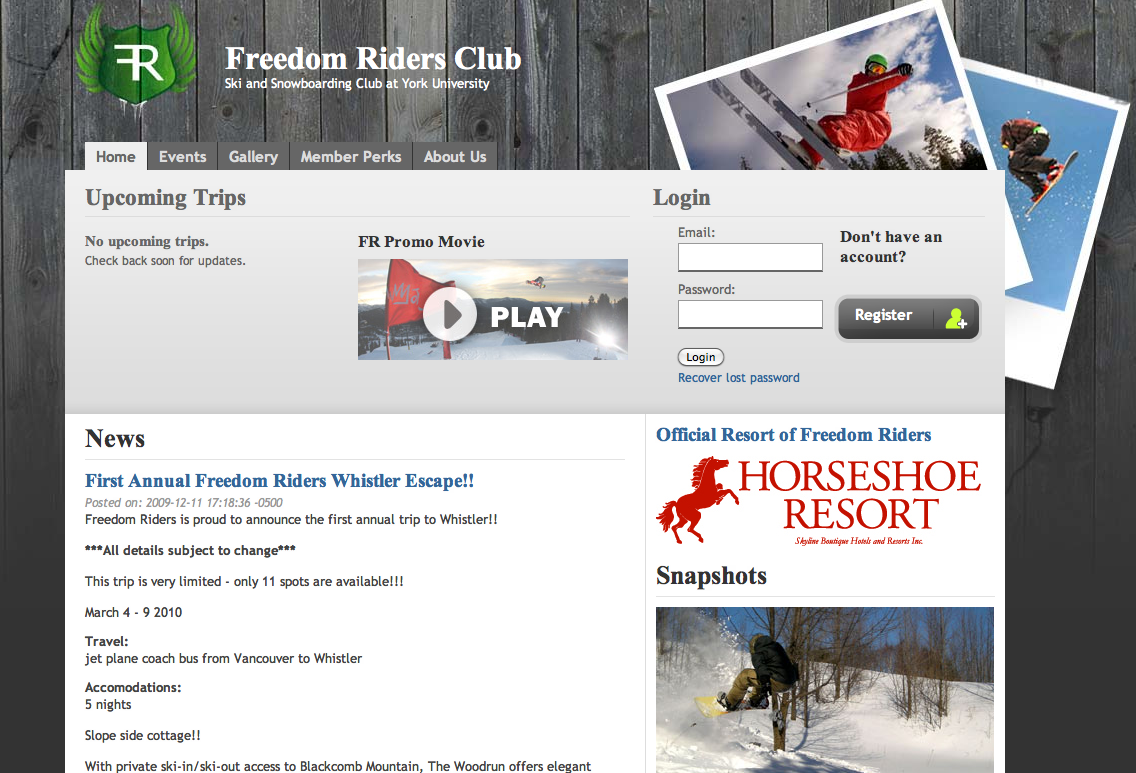 FR
Freedom Riders Club
Ski and Snowboarding Club at York University
Home Events Gallery Member Perks About Us
Upcoming Trips
No upcoming trips.
Check back soon for updates.
FR Promo Movie
PLAY
Login
Email:
Password:
Login
Recover lost password
Don't have an
account?
Register
News
First Annual Freedom Riders Whistler Escape!!
Posted on: 2009-12-11 17:18:36 -0500
Freedom Riders is proud to announce the first annual trip to Whistler!!
***All details subject to change***
This trip is very limited - only 11 spots are available!!!
March 4 - 9 2010
Travel:
jet plane coach bus from Vancouver to Whistler
Accomodations:
5 nights
Slope side cottage!!
With private ski-in/ski-out access to Blackcomb Mountain, The Woodrun offers elegant
Official Resort of Freedom Riders
HORSESHOE
RESORT
Skyline Boutique Hotels and Resorts Inc.
Snapshots